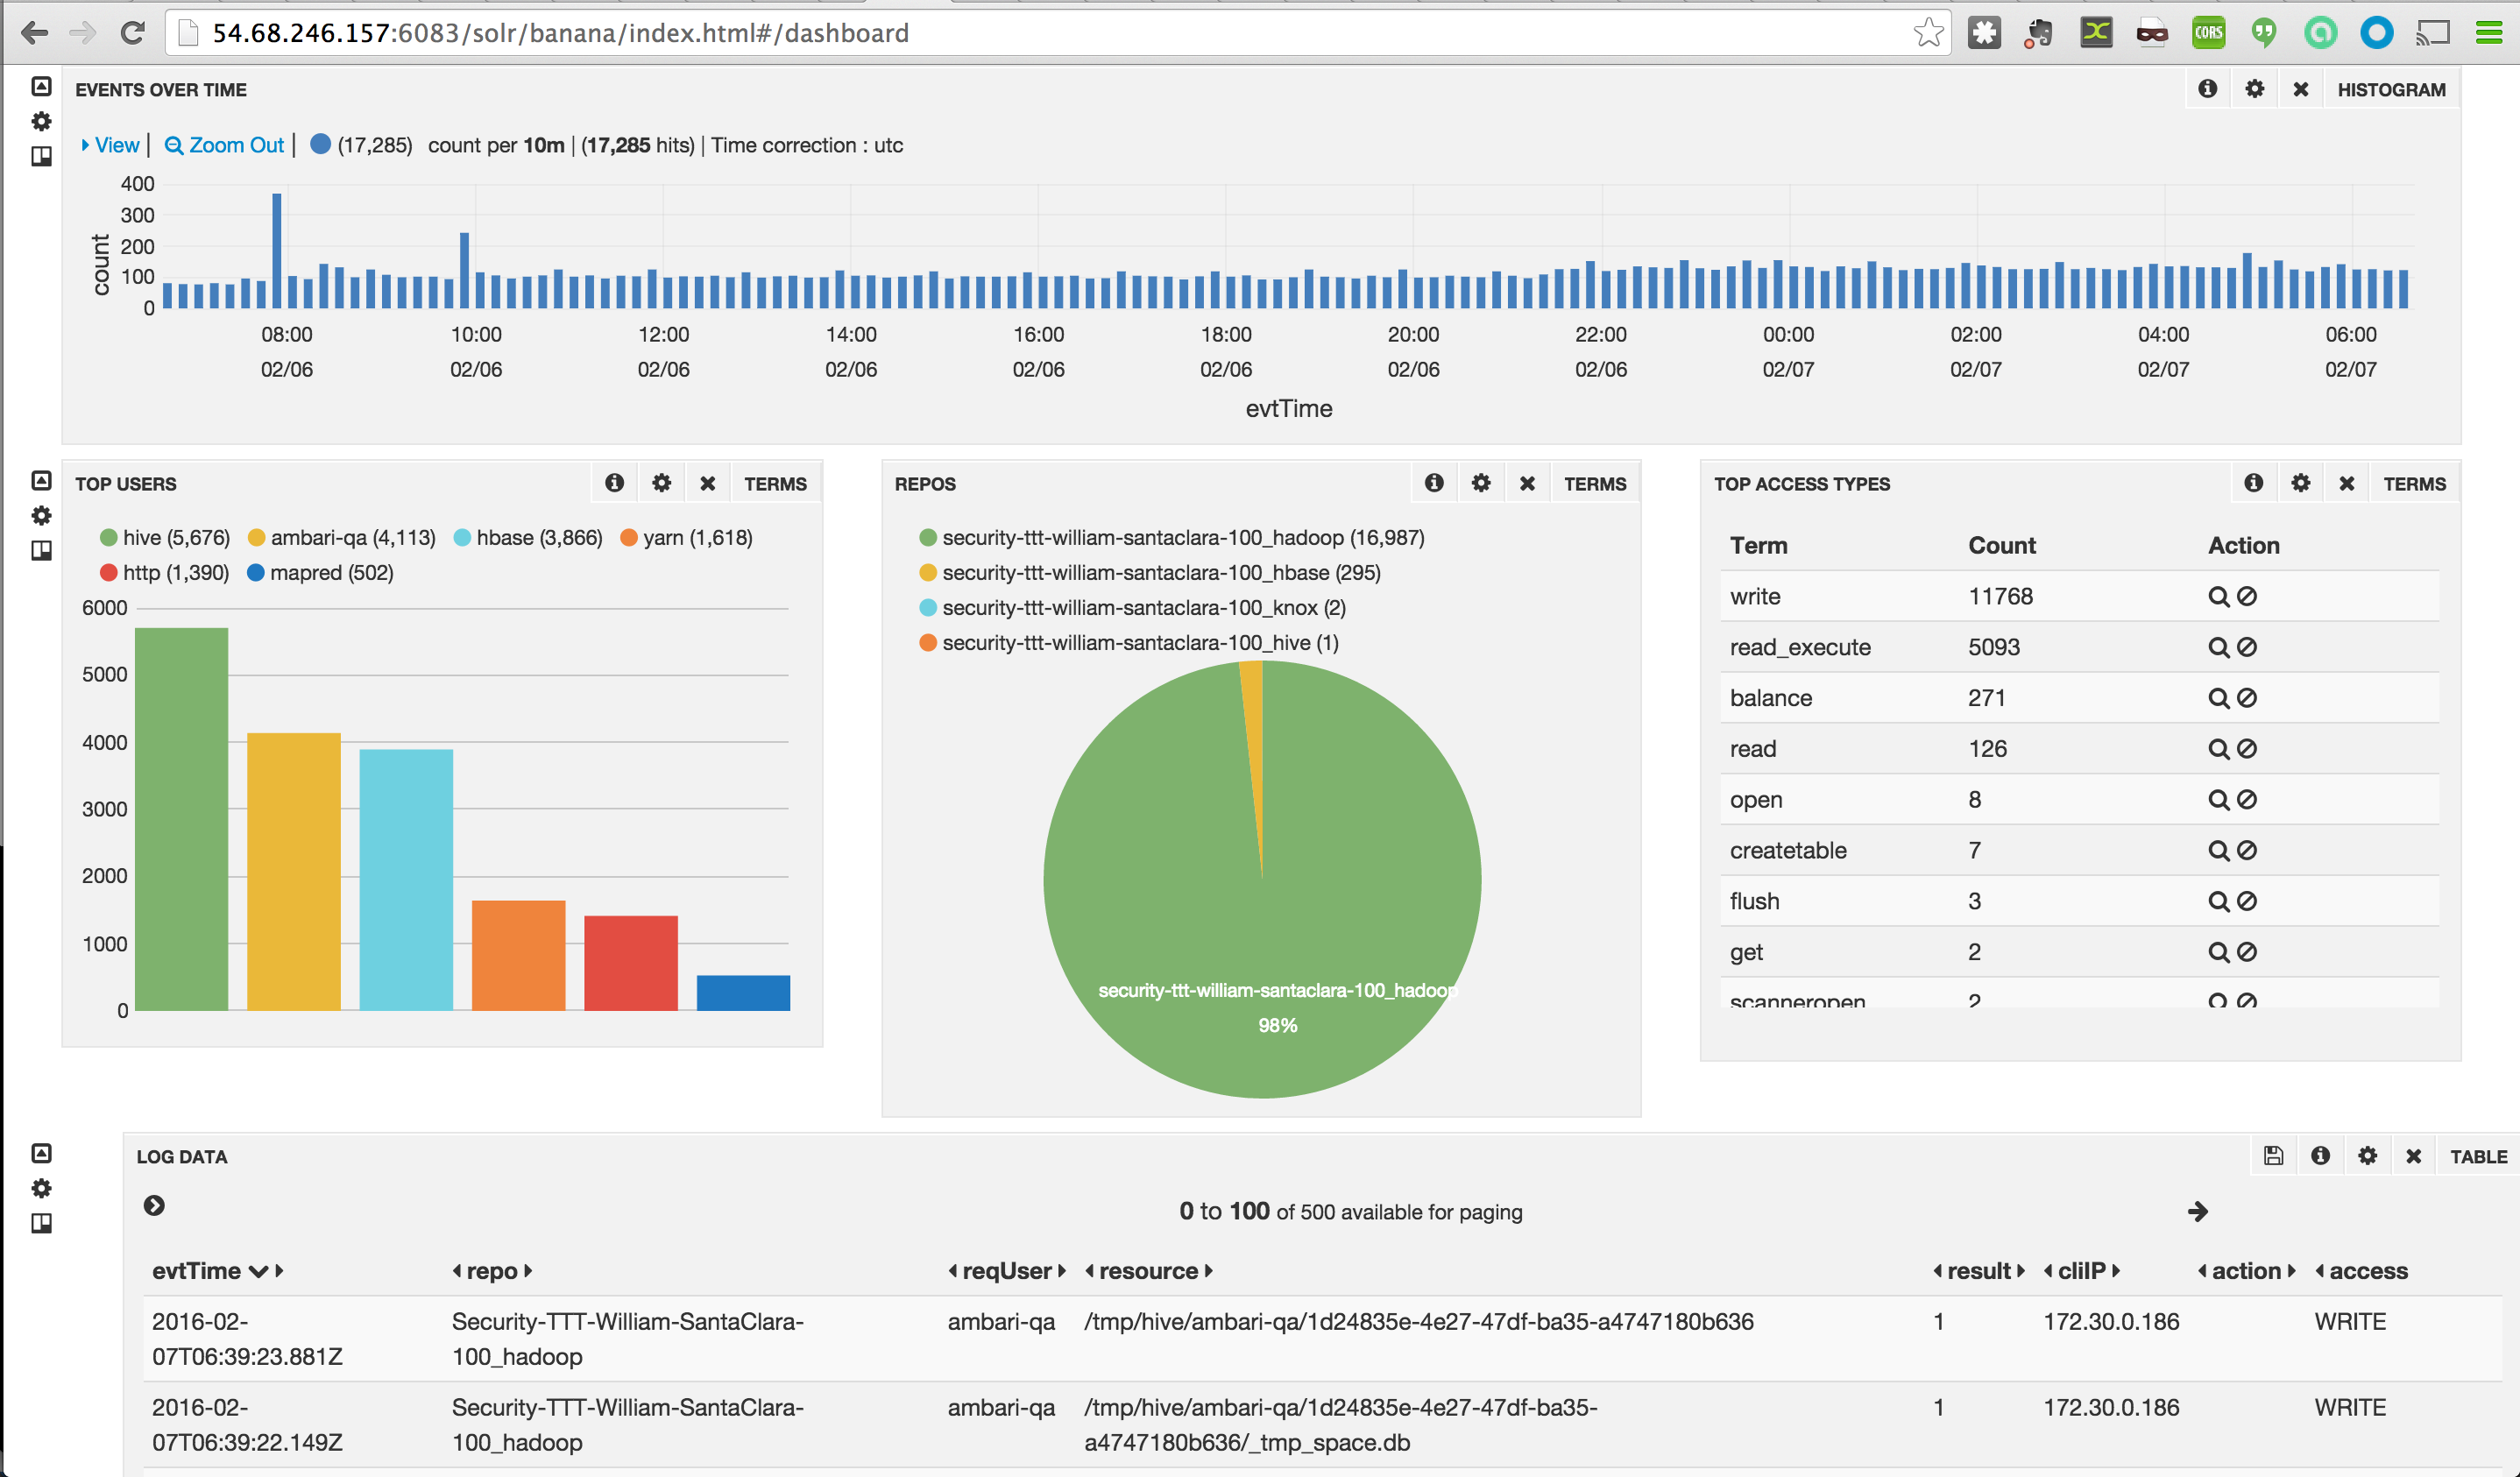 54.68.246.157:6083/solr/banana/index.html#/dashboard
CORS
EVENTS OVER TIME
HISTOGRAM
View | Zoom Out | (17,285) count per 10m | (17,285 hits) | Time correction : utc
count
400
300
200
100
0
08:00 10:00 12:00 14:00 16:00 18:00 20:00 22:00 00:00 02:00 04:00 06:00
02/06 02/06 02/06 02/06 02/06 02/06 02/06 02/06 02/07 02/07 02/07 02/07
evtTime
TOP USERS
TERMS
hive (5,676) ambari-qa (4,113) hbase (3,866) yarn (1,618)
http (1,390) mapred (502)
6000
5000
4000
3000
2000
1000
0
REPOS
TERMS
security-ttt-william-santaclara-100_hadoop (16,987)
security-ttt-william-santaclara-100_hbase (295)
security-ttt-william-santaclara-100_knox (2)
security-ttt-william-santaclara-100_hive (1)
security-ttt-william-santaclara-100_hadoop
98%
TOP ACCESS TYPES
TERMS
Term Count Action
write 11768
read_execute 5093
balance 271
read 126
open 8
createtable 7
flush 3
get 2
scanneropen 2
LOG DATA
TABLE
0 to 100 of 500 available for paging
evtTime repo reqUser resource result cliIP action access
2016-02- Security-TTT-William-SantaClara- ambari-qa /tmp/hive/ambari-qa/1d24835e-4e27-47df-ba35-a4747180b636 1 172.30.0.186 WRITE
07T06:39:23.881Z 100_hadoop
2016-02- Security-TTT-William-SantaClara- ambari-qa /tmp/hive/ambari-qa/1d24835e-4e27-47df-ba35- 1 172.30.0.186 WRITE
07T06:39:22.149Z 100_hadoop a4747180b636/_tmp_space.db